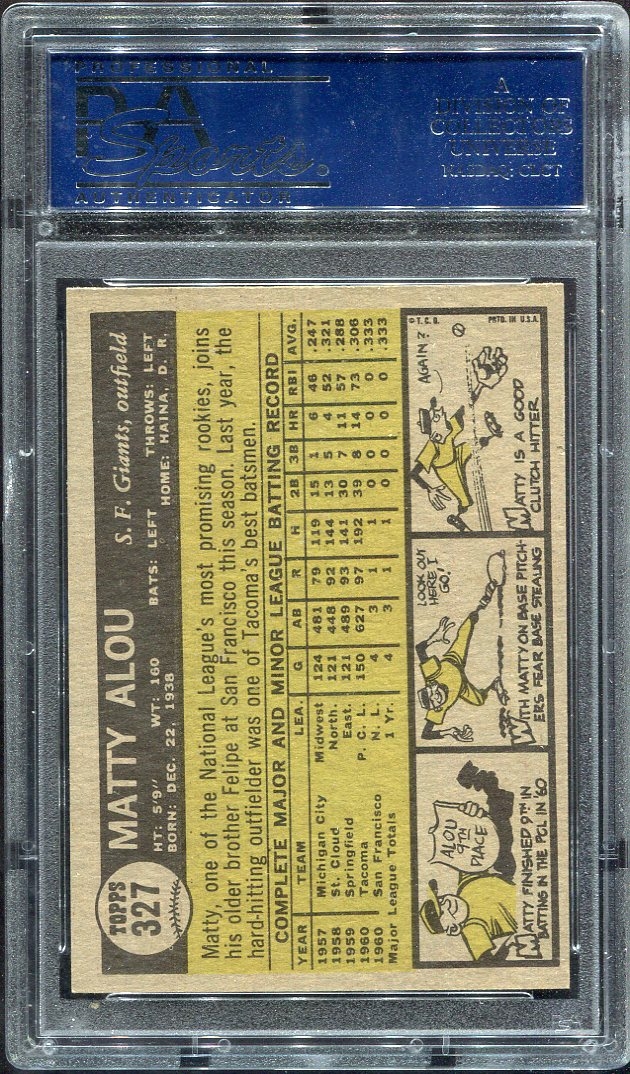 PROFESSIONAL
PSA
Sports
AUTHENTICATOR
A
DIVISION OF
COLLECTORS
UNIVERSE
NASDAQ: CLCT
TOPPS
327
MATTY ALOU S. F. Giants, outfield
HT: 5'9" WT: 160 BATS: LEFT THROWS: LEFT
BORN: DEC. 22, 1938 HOME: HAINA, D. R.
Matty, one of the National League's most promising rookies, joins
his older brother Felipe at San Francisco this season. Last year, the
hard-hitting outfielder was one of Tacoma's best batsmen.
COMPLETE MAJOR AND MINOR LEAGUE BATTING RECORD
YEAR TEAM LEA. G AB R H 2B 3B HR RBI AVG.
1957 Michigan City Midwest 124 481 79 119 15 1 6 46 .247
1958 St. Cloud North. 121 448 92 144 13 5 4 52 .321
1959 Springfield East. 121 489 93 141 30 7 11 57 .288
1960 Tacoma P. C. L. 150 627 97 192 39 8 14 73 .306
1960 San Francisco N. L. 4 3 1 1 0 0 0 0 .333
Major League Totals 1 Yr. 4 3 1 1 0 0 0 0 .333
ALOU
9TH
PLACE
MATTY FINISHED 9TH IN
BATTING IN THE PCL IN '60
LOOK OUT
HERE I
GO!
WITH MATTY ON BASE PITCH-
ERS FEAR BASE STEALING
AGAIN?
MATTY IS A GOOD
CLUTCH HITTER
© T.C.G. PRTD. IN U.S.A.